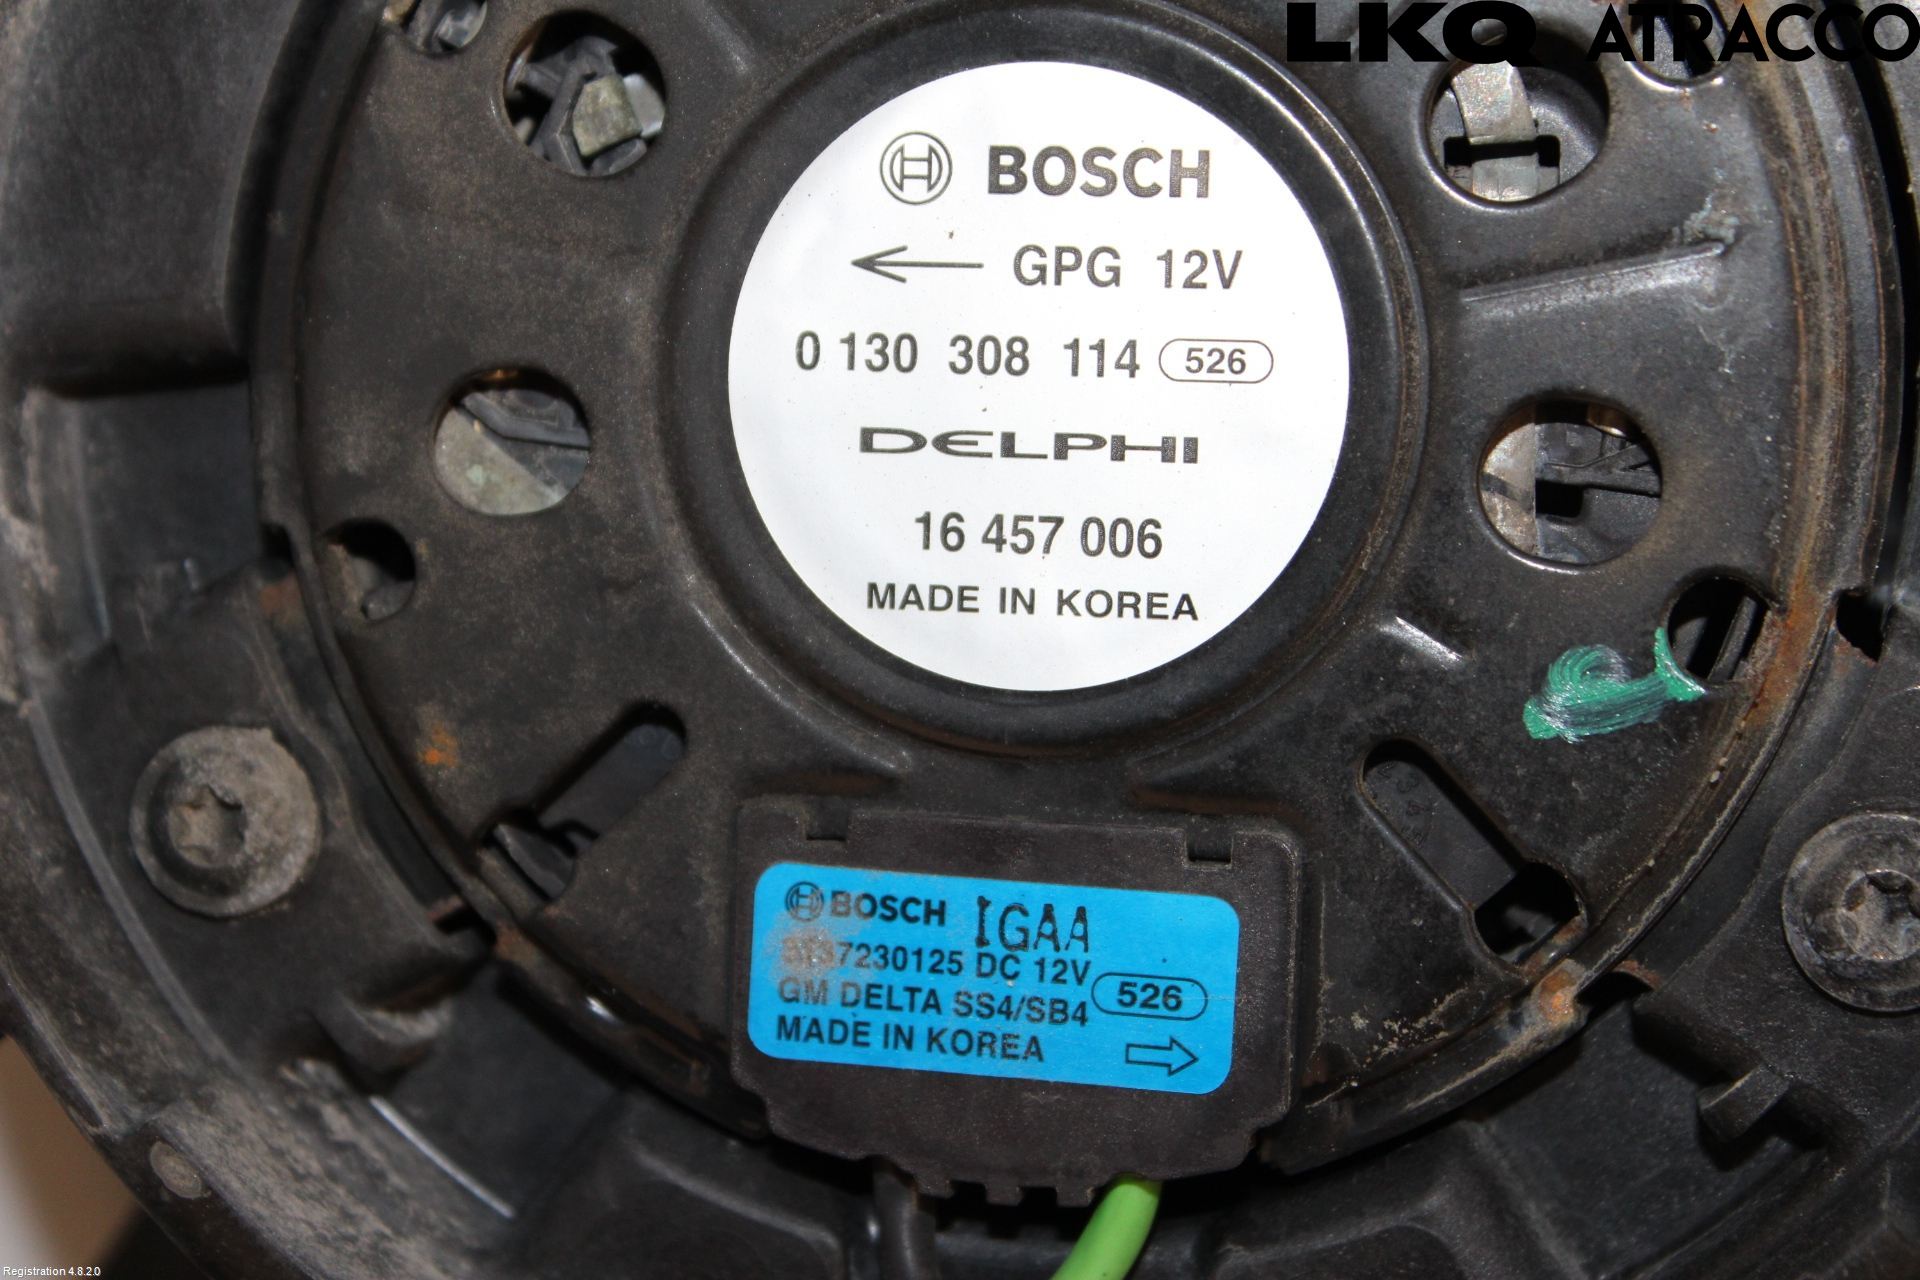 LKQ ATRACCO
BOSCH
GPG 12V
0 130 308 114 526
DELPHI
16 457 006
MADE IN KOREA
BOSCH IGAA
7230125 DC 12V
GM DELTA SS4/SB4 526
MADE IN KOREA
Registration 4.8.2.0